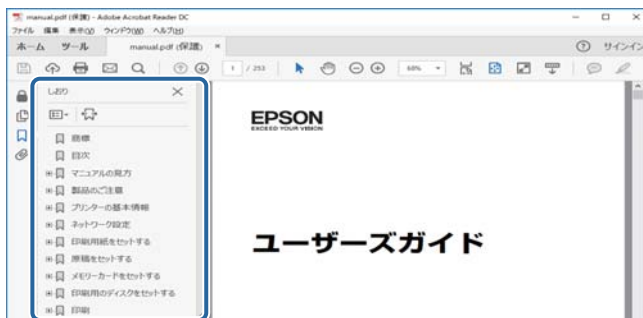 manual.pdf (保護) - Adobe Acrobat Reader DC
ファイル 編集 表示(V) ウィンドウ(W) ヘルプ(H)
ホーム ツール manual.pdf (保護) × サインイン
1 / 253 68%
しおり
商標
目次
マニュアルの見方
製品のご注意
プリンターの基本情報
ネットワーク設定
印刷用紙をセットする
原稿をセットする
メモリーカードをセットする
印刷用のディスクをセットする
印刷
EPSON
EXCEED YOUR VISION
ユーザーズガイド